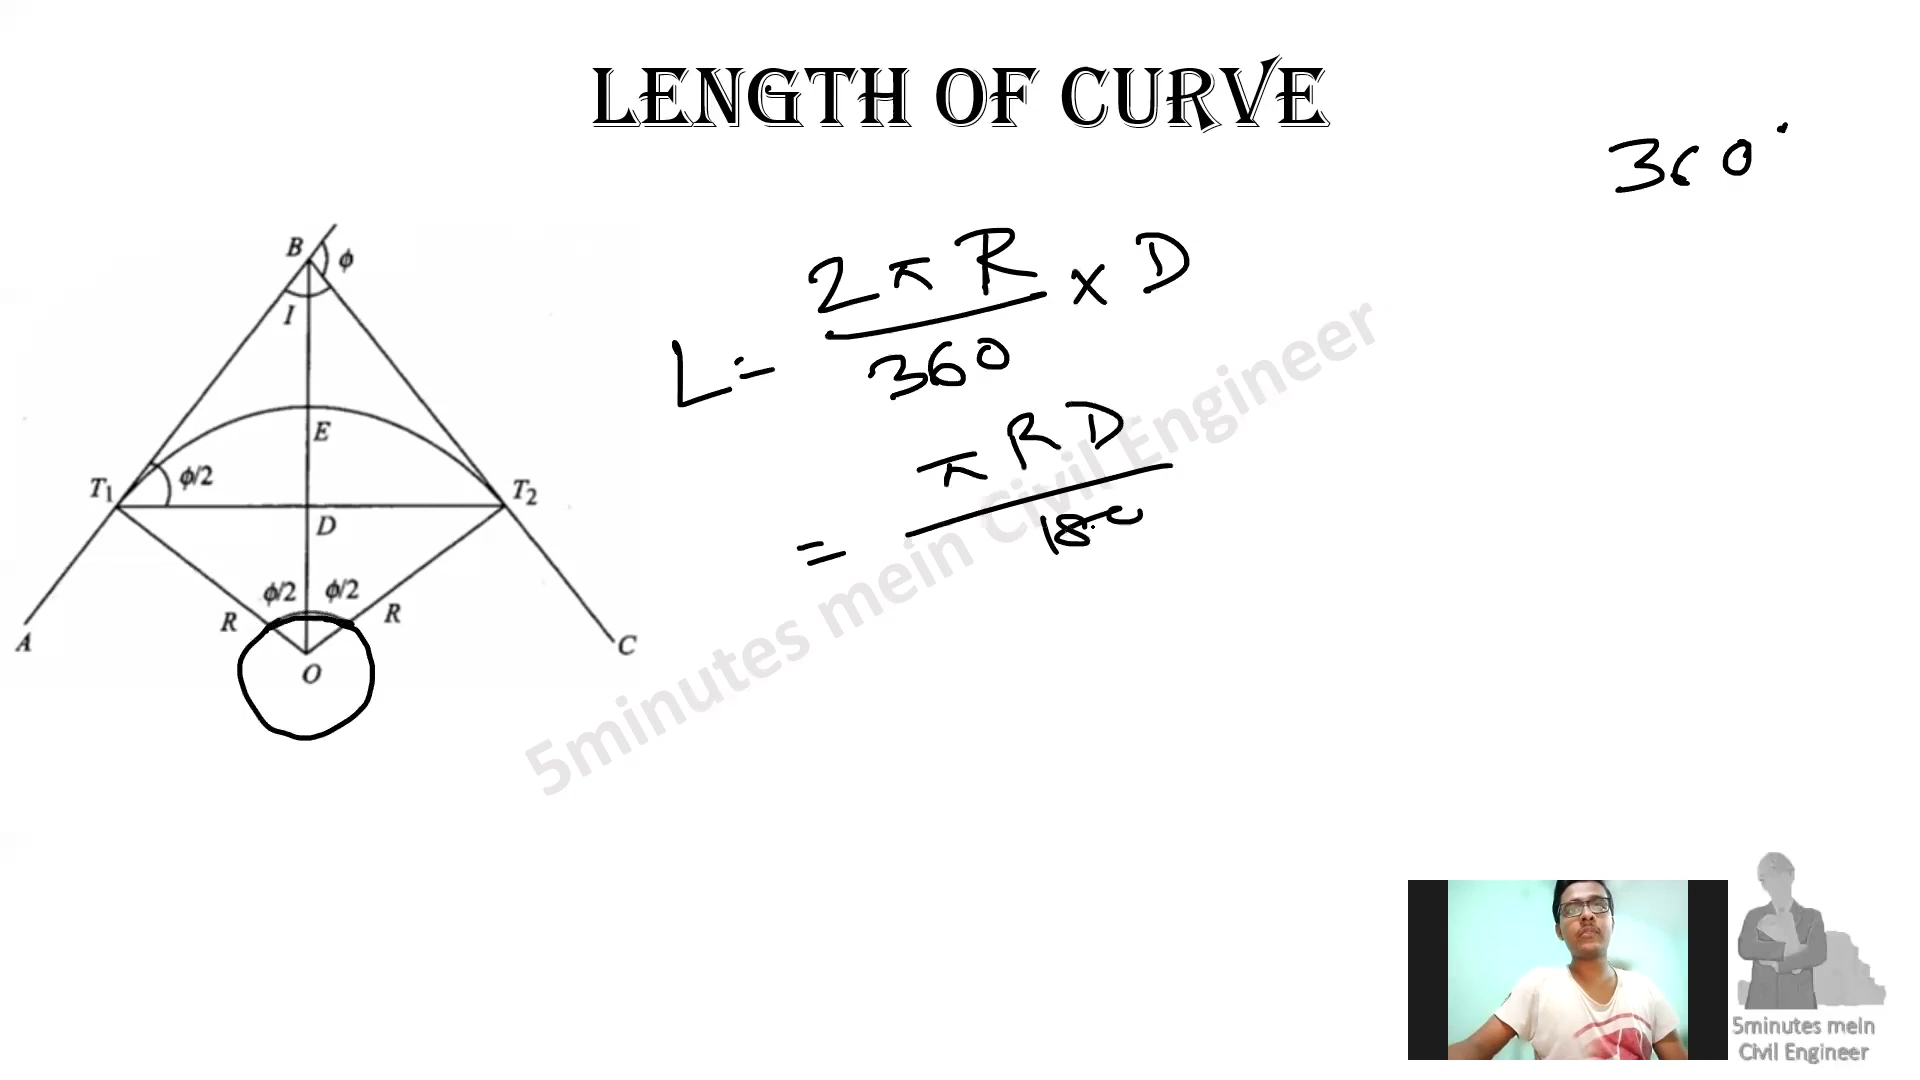 LENGTH OF CURVE
360°
B
ϕ
I
E
T1
ϕ/2
T2
D
ϕ/2 ϕ/2
R
R
A
C
O
L = 2πR/360 × D
= πRD/180
5minutes mein Civil Engineer
5minutes mein
Civil Engineer